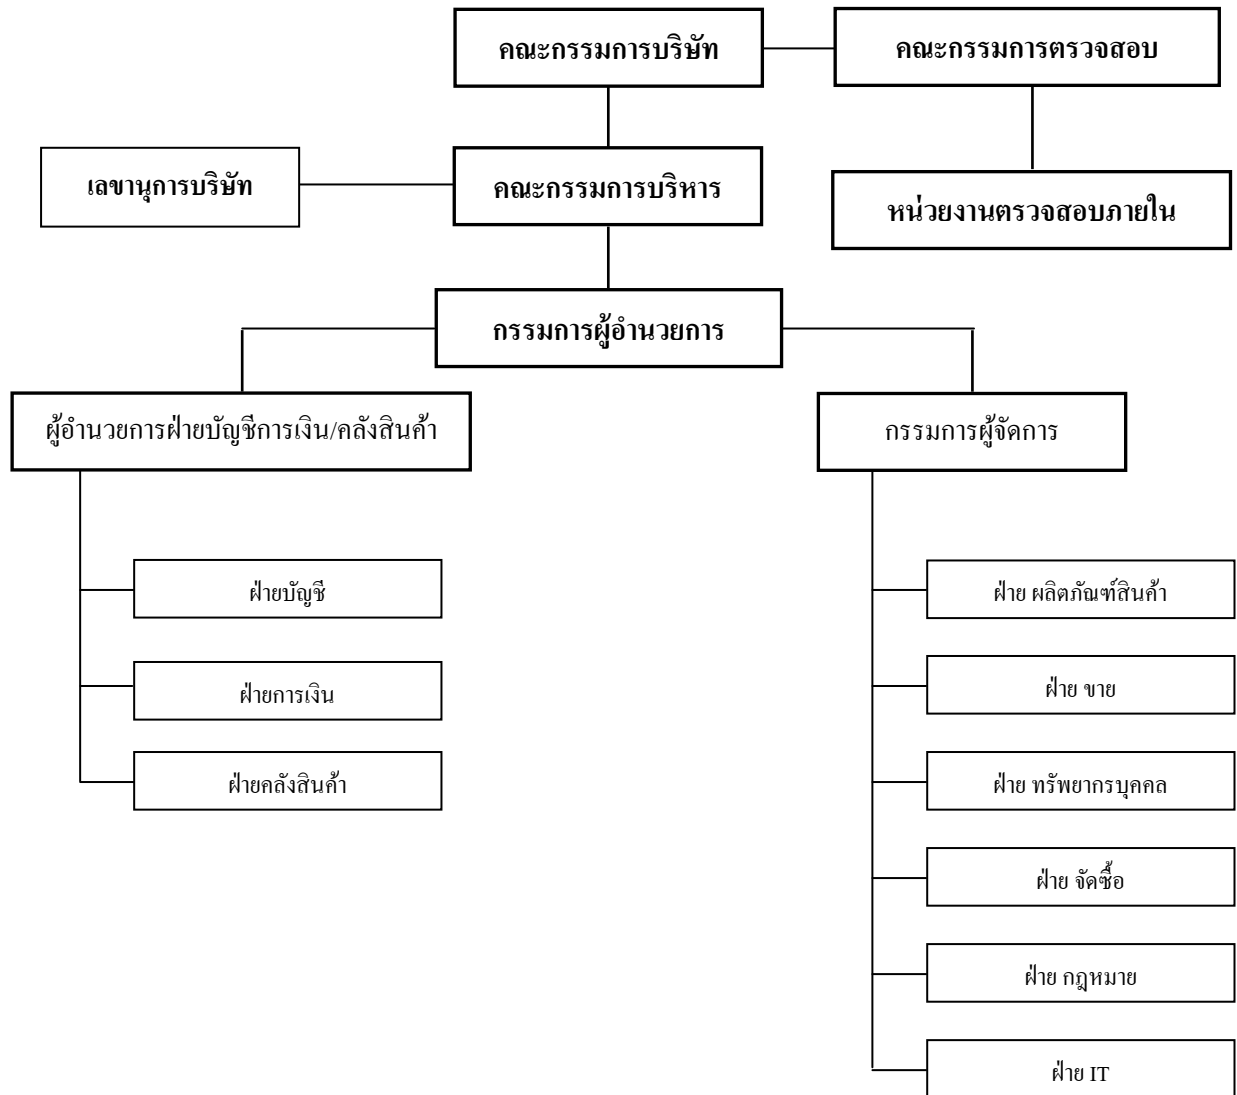 คณะกรรมการบริษัท
คณะกรรมการตรวจสอบ
เลขานุการบริษัท
คณะกรรมการบริหาร
หน่วยงานตรวจสอบภายใน
กรรมการผู้อำนวยการ
ผู้อำนวยการฝ่ายบัญชีการเงิน/คลังสินค้า
กรรมการผู้จัดการ
ฝ่ายบัญชี
ฝ่ายการเงิน
ฝ่ายคลังสินค้า
ฝ่าย ผลิตภัณฑ์สินค้า
ฝ่าย ขาย
ฝ่าย ทรัพยากรบุคคล
ฝ่าย จัดซื้อ
ฝ่าย กฎหมาย
ฝ่าย IT